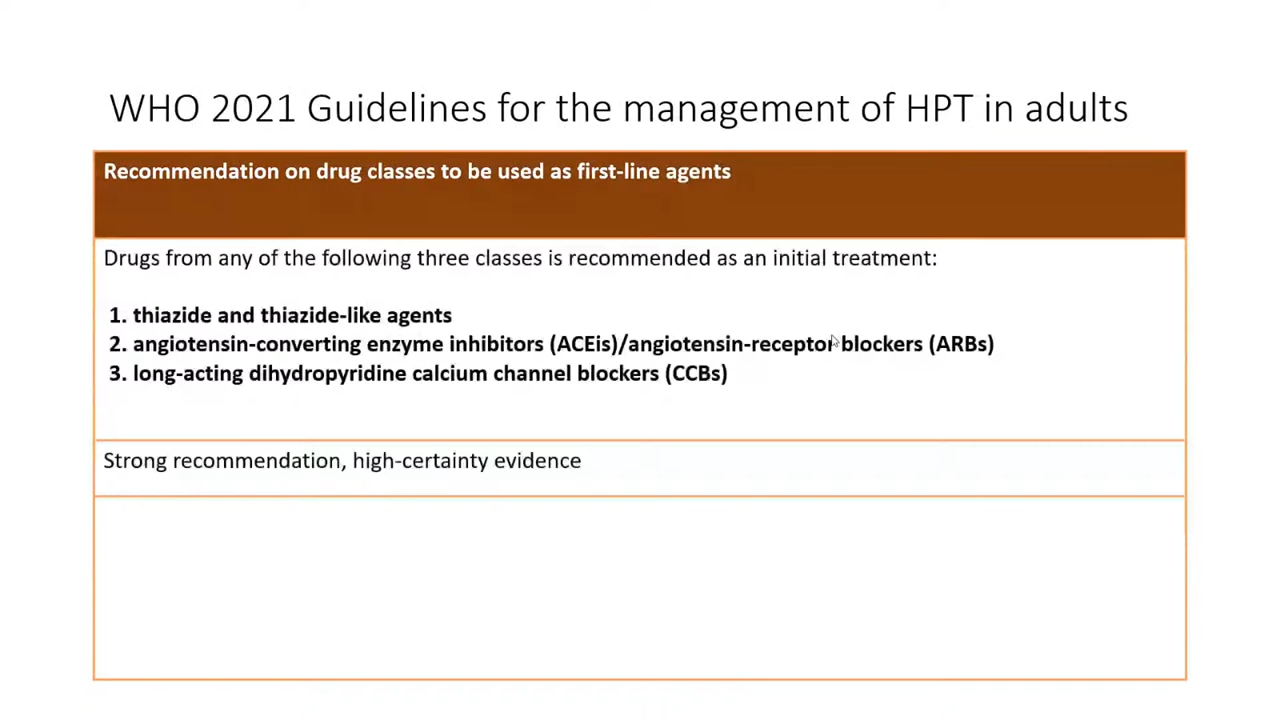 WHO 2021 Guidelines for the management of HPT in adults
Recommendation on drug classes to be used as first-line agents
Drugs from any of the following three classes is recommended as an initial treatment:
1. thiazide and thiazide-like agents
2. angiotensin-converting enzyme inhibitors (ACEis)/angiotensin-receptor blockers (ARBs)
3. long-acting dihydropyridine calcium channel blockers (CCBs)
Strong recommendation, high-certainty evidence